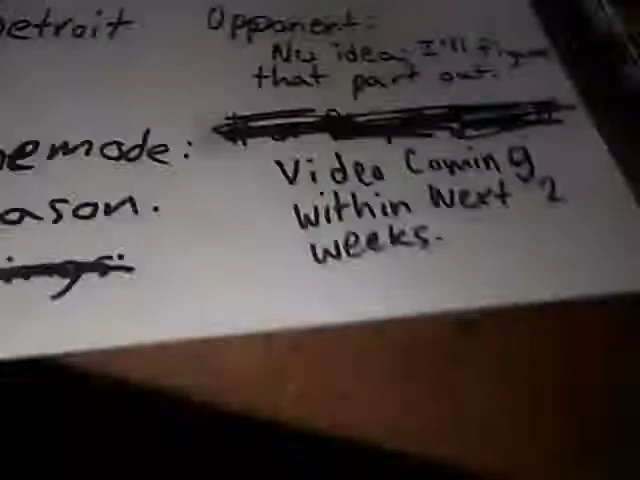 etroit
emode:
ason.
Opponent:
No idea; I'll figure
that part out.
Video Coming
within Next 2
weeks.